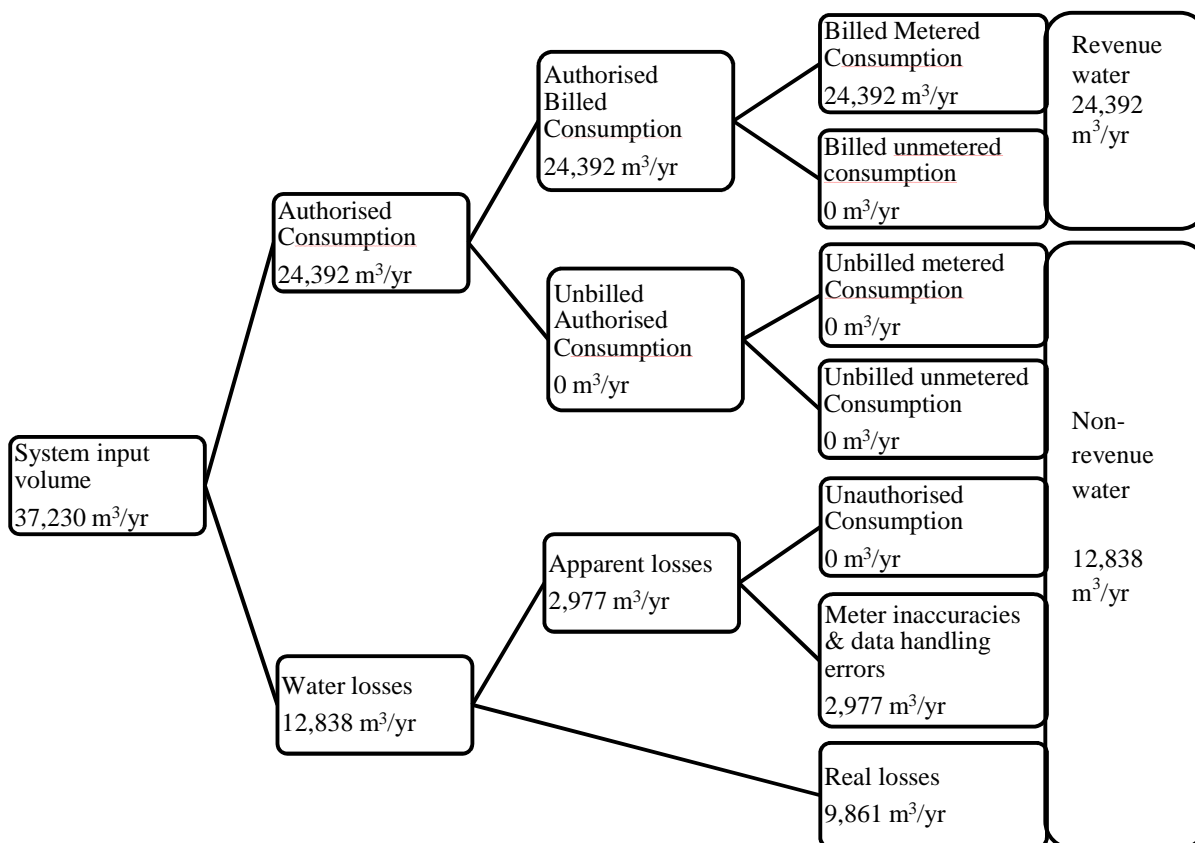 System input
volume
37,230 m³/yr
Authorised
Consumption
24,392 m³/yr
Water losses
12,838 m³/yr
Authorised
Billed
Consumption
24,392 m³/yr
Unbilled
Authorised
Consumption
0 m³/yr
Apparent losses
2,977 m³/yr
Billed Metered
Consumption
24,392 m³/yr
Billed unmetered
consumption
0 m³/yr
Unbilled metered
Consumption
0 m³/yr
Unbilled unmetered
Consumption
0 m³/yr
Unauthorised
Consumption
0 m³/yr
Meter inaccuracies
& data handling
errors
2,977 m³/yr
Real losses
9,861 m³/yr
Revenue
water
24,392
m³/yr
Non-
revenue
water
12,838
m³/yr